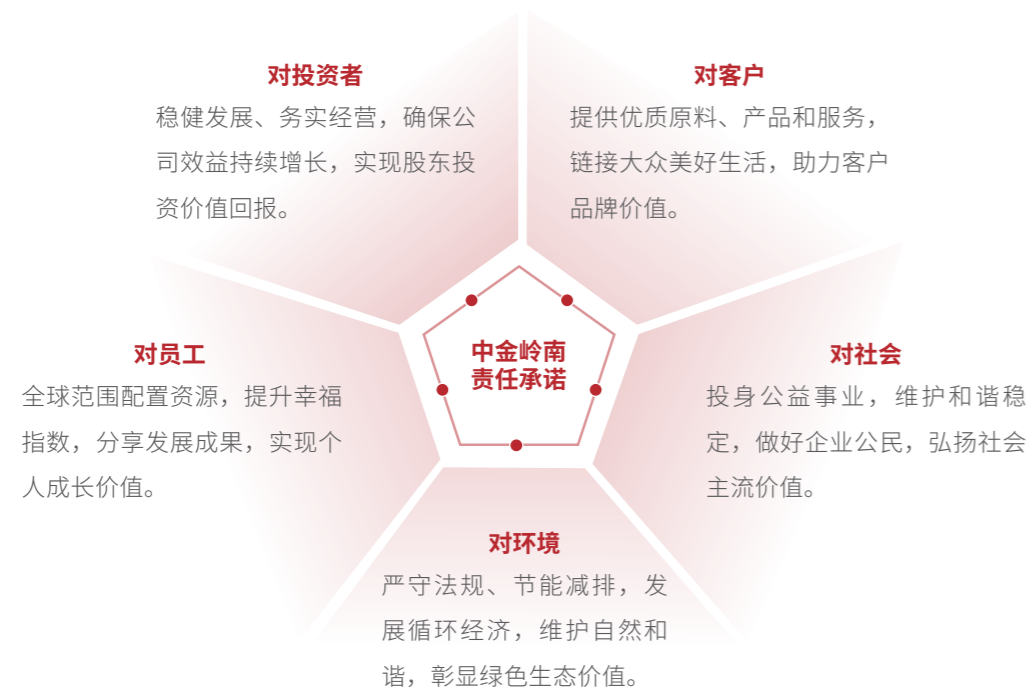 对投资者
稳健发展、务实经营，确保公
司效益持续增长，实现股东投
资价值回报。
对客户
提供优质原料、产品和服务，
链接大众美好生活，助力客户
品牌价值。
中金岭南
责任承诺
对员工
全球范围配置资源，提升幸福
指数，分享发展成果，实现个
人成长价值。
对社会
投身公益事业，维护和谐稳
定，做好企业公民，弘扬社会
主流价值。
对环境
严守法规、节能减排，发
展循环经济，维护自然和
谐，彰显绿色生态价值。